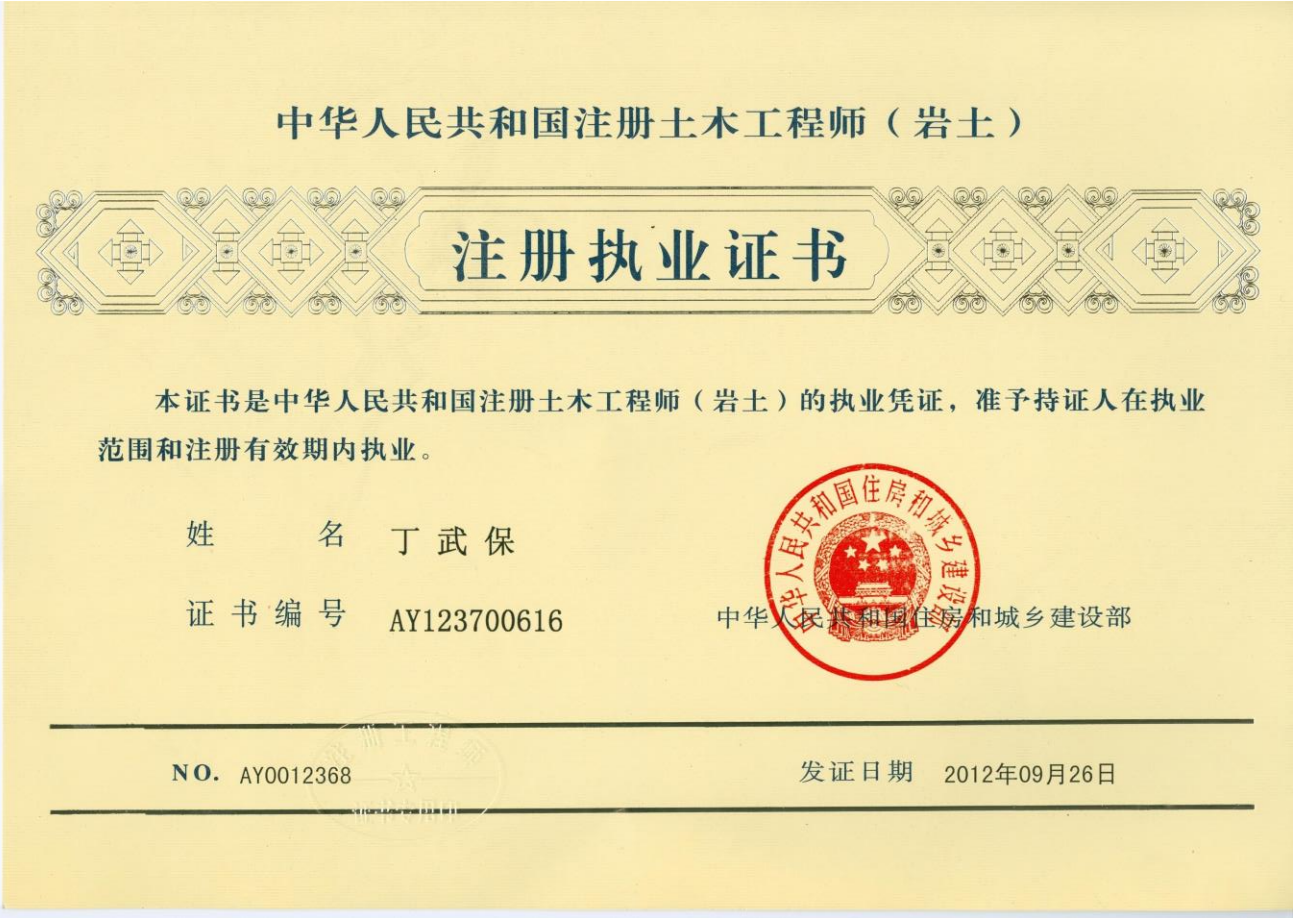 中华人民共和国注册土木工程师（岩土）
注册执业证书
本证书是中华人民共和国注册土木工程师（岩土）的执业凭证，准予持证人在执业
范围和注册有效期内执业。
姓名 丁武保
证书编号 AY123700616
中华人民共和国住房和城乡建设部
中华人民共和国住房和城乡建设部
NO. AY0012368
发证日期 2012年09月26日